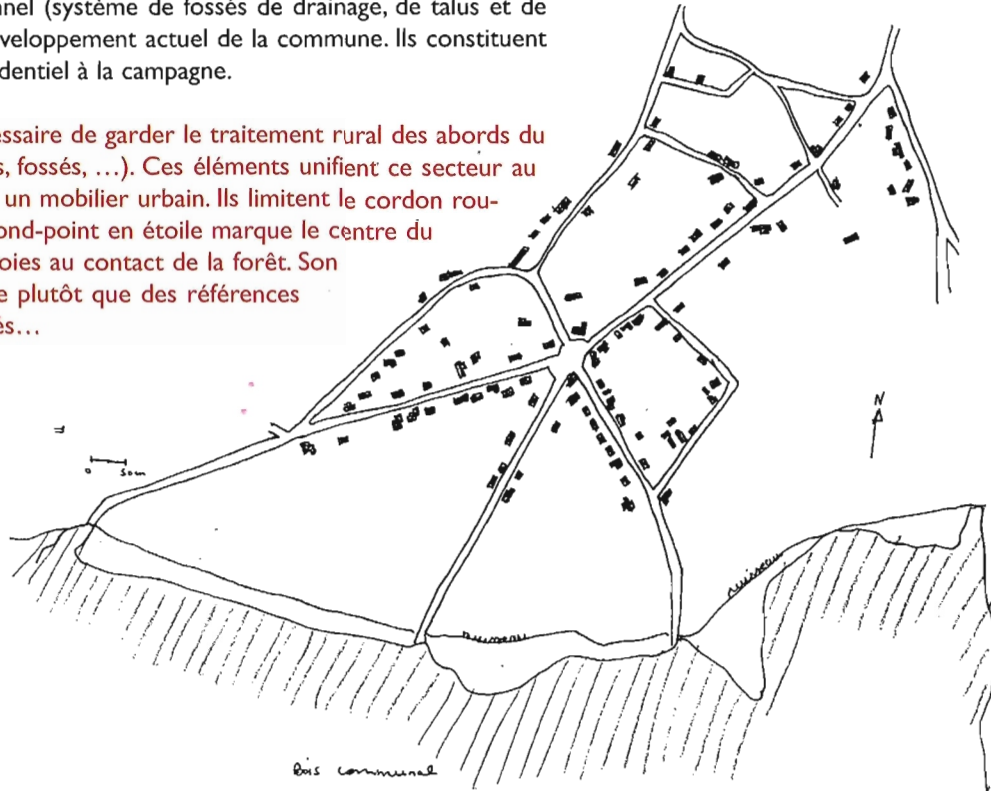 nnel (système de fossés de drainage, de talus et de
veloppement actuel de la commune. Ils constituent
dentiel à la campagne.
essaire de garder le traitement rural des abords du
s, fossés, …). Ces éléments unifient ce secteur au
un mobilier urbain. Ils limitent le cordon rou-
ond-point en étoile marque le centre du
oies au contact de la forêt. Son
e plutôt que des références
és…
N
0 50m
ruisseau
ruisseau
Bois communal